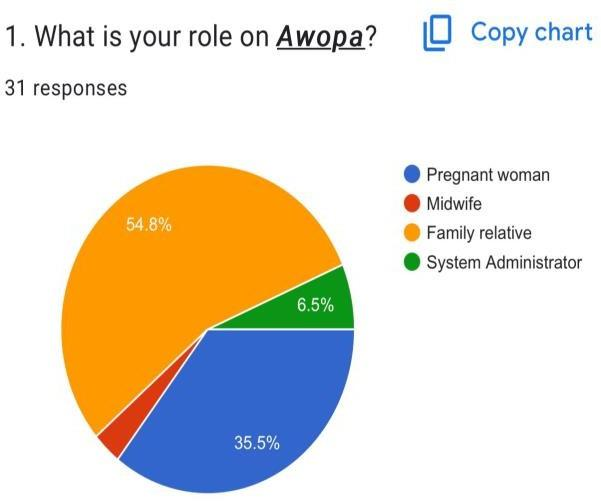 1. What is your role on Awopa?
Copy chart
31 responses
Pregnant woman
Midwife
Family relative
System Administrator
54.8%
6.5%
35.5%